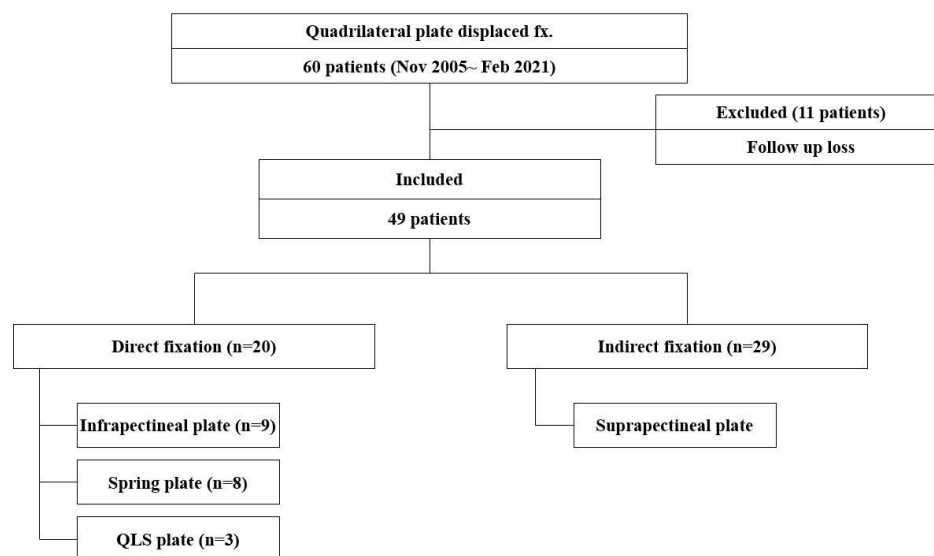 Quadrilateral plate displaced fx.
60 patients (Nov 2005~ Feb 2021)
Excluded (11 patients)
Follow up loss
Included
49 patients
Direct fixation (n=20)
Indirect fixation (n=29)
Infrapectineal plate (n=9)
Suprapectineal plate
Spring plate (n=8)
QLS plate (n=3)